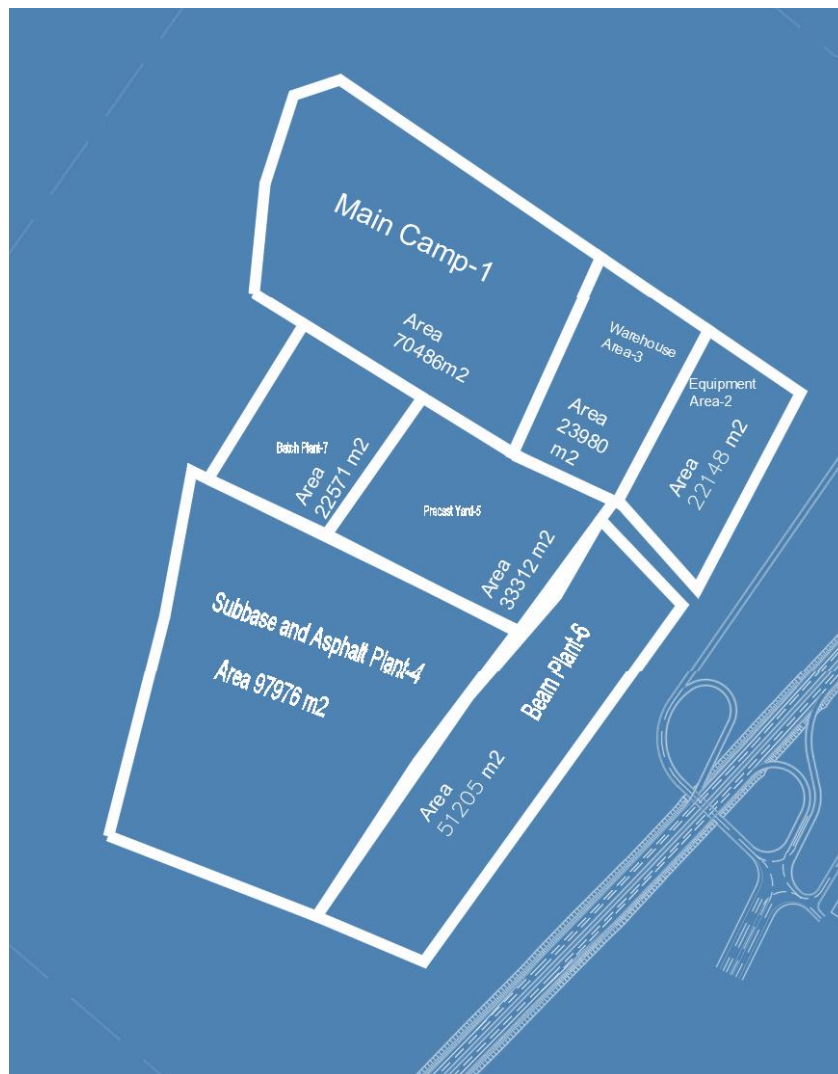 Main Camp-1
Area
70486m2
Warehouse
Area-3
Area
23980
m2
Equipment
Area-2
Area
22148 m2
Batch Plant-7
Area
22571 m2
Precast Yard-5
Area
33312 m2
Subbase and Asphalt Plant-4
Area 97976 m2
Beam Plant-6
Area
51205 m2